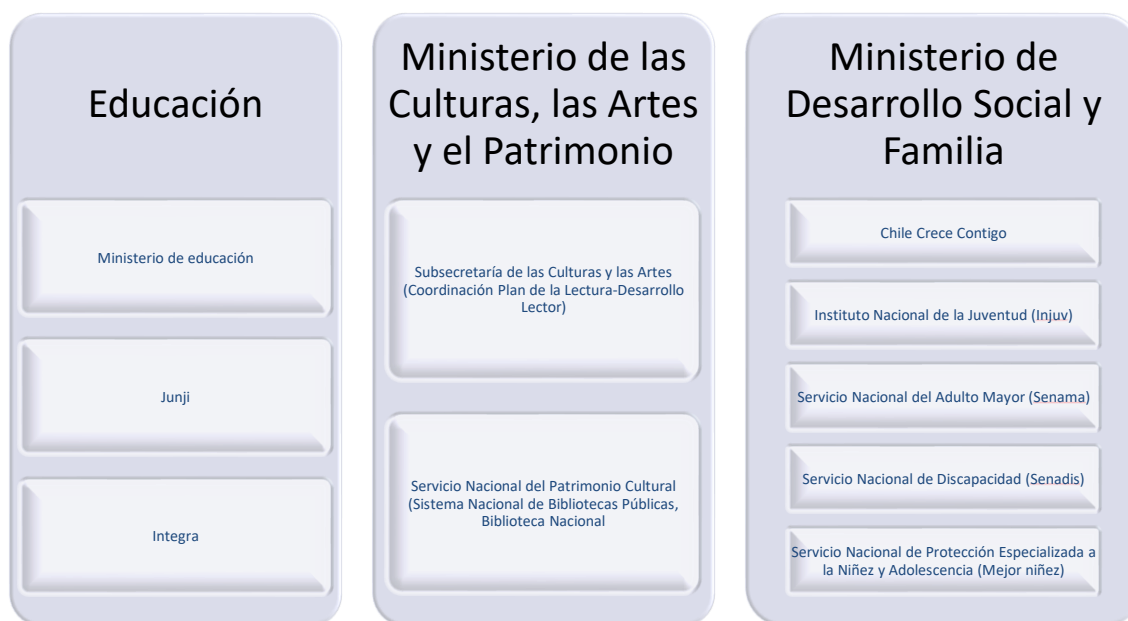 Educación
Ministerio de educación
Junji
Integra
Ministerio de las
Culturas, las Artes
y el Patrimonio
Subsecretaría de las Culturas y las Artes
(Coordinación Plan de la Lectura-Desarrollo
Lector)
Servicio Nacional del Patrimonio Cultural
(Sistema Nacional de Bibliotecas Públicas,
Biblioteca Nacional
Ministerio de
Desarrollo Social y
Familia
Chile Crece Contigo
Instituto Nacional de la Juventud (Injuv)
Servicio Nacional del Adulto Mayor (Senama)
Servicio Nacional de Discapacidad (Senadis)
Servicio Nacional de Protección Especializada a
la Niñez y Adolescencia (Mejor niñez)